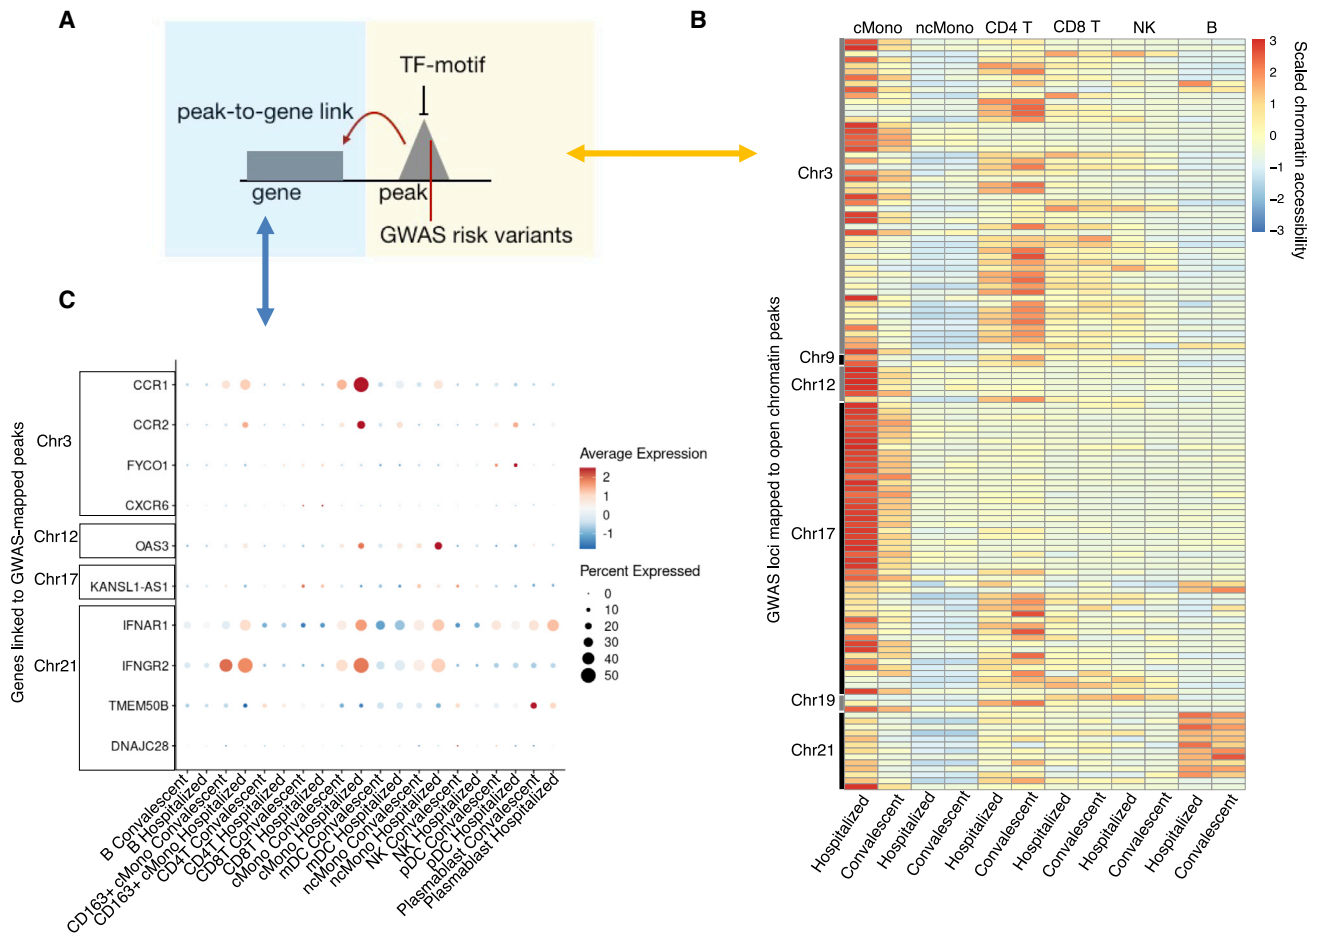 A
TF-motif
peak-to-gene link
gene
peak
GWAS risk variants
B
cMono ncMono CD4 T CD8 T NK B
Chr3
Chr9
Chr12
Chr17
Chr19
Chr21
GWAS loci mapped to open chromatin peaks
Hospitalized
Convalescent
Hospitalized
Convalescent
Hospitalized
Convalescent
Hospitalized
Convalescent
Hospitalized
Convalescent
Hospitalized
Convalescent
3
2
1
0
−1
−2
−3
Scaled chromatin accessibility
C
Genes linked to GWAS-mapped peaks
Chr3
CCR1
CCR2
FYCO1
CXCR6
Chr12
OAS3
Chr17
KANSL1-AS1
Chr21
IFNAR1
IFNGR2
TMEM50B
DNAJC28
B Convalescent
B Hospitalized
CD163+ cMono Convalescent
CD163+ cMono Hospitalized
CD4T Convalescent
CD4T Hospitalized
CD8T Convalescent
CD8T Hospitalized
cMono Convalescent
cMono Hospitalized
mDC Convalescent
mDC Hospitalized
ncMono Convalescent
ncMono Hospitalized
NK Convalescent
NK Hospitalized
pDC Convalescent
pDC Hospitalized
Plasmablast Convalescent
Plasmablast Hospitalized
Average Expression
2
1
0
-1
Percent Expressed
0
10
20
30
40
50